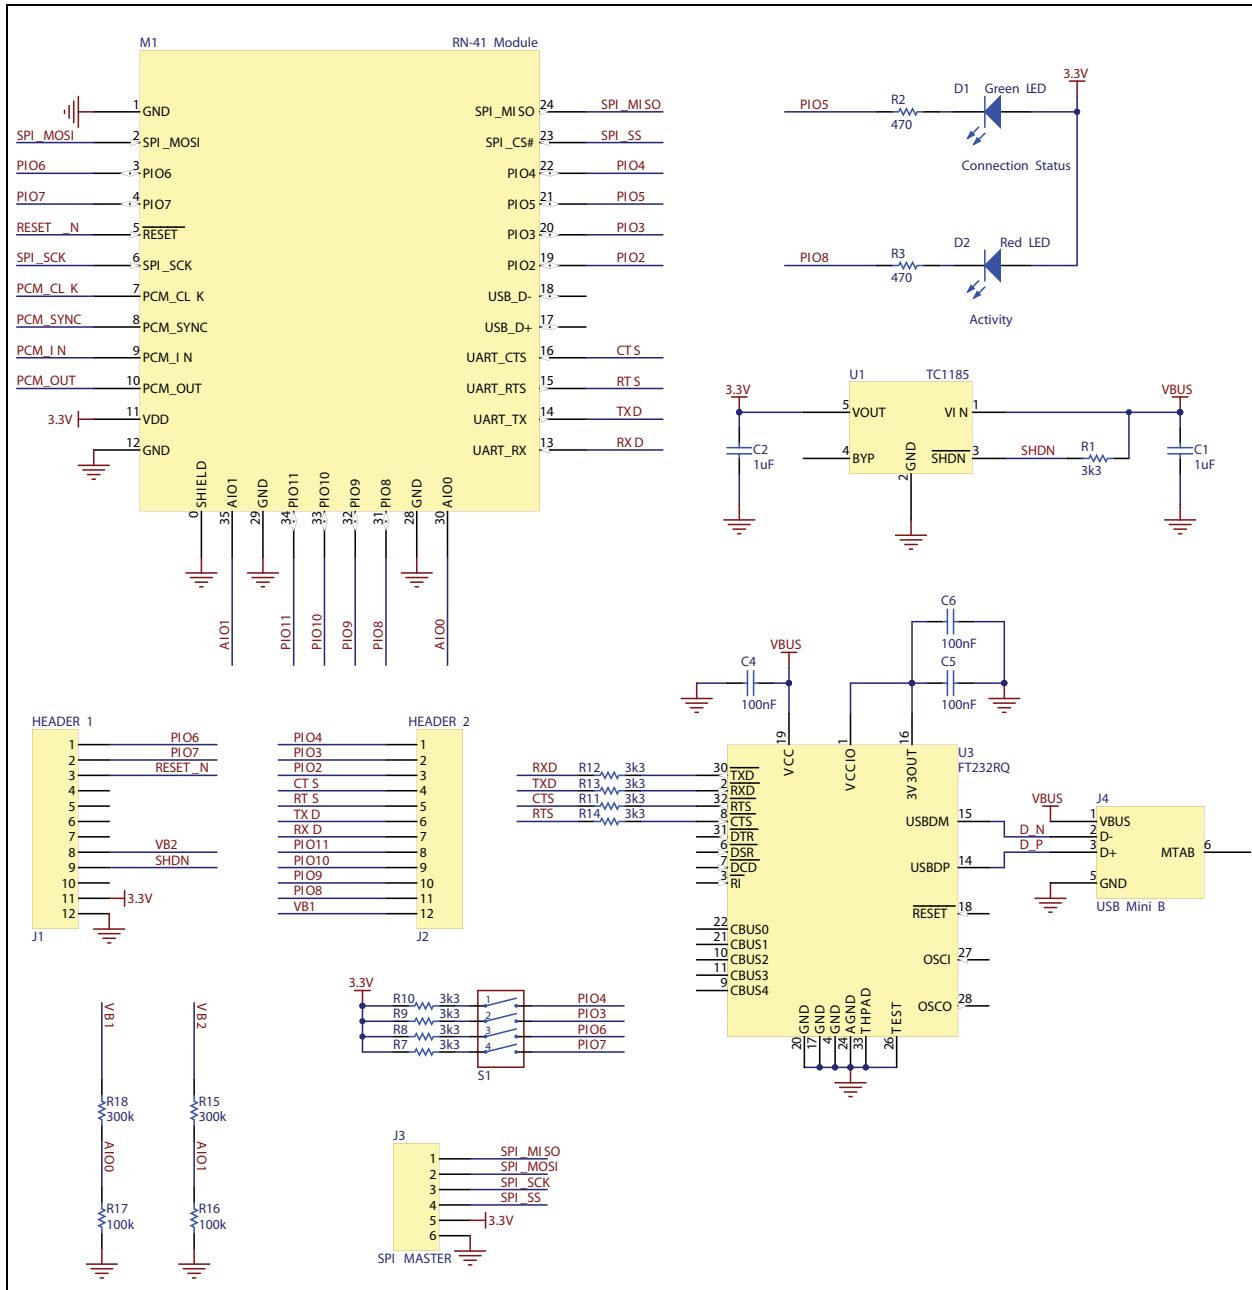 M1 RN-41 Module
1 GND
SPI_MOSI 2 SPI_MOSI
PIO6 3 PIO6
PIO7 4 PIO7
RESET _N 5 RESET
SPI_SCK 6 SPI_SCK
PCM_CL K 7 PCM_CL K
PCM_SYNC 8 PCM_SYNC
PCM_I N 9 PCM_I N
PCM_OUT 10 PCM_OUT
3.3V 11 VDD
12 GND
SPI_MISO 24 SPI_MISO
SPI_CS# 23 SPI_SS
PIO4 22 PIO4
PIO5 21 PIO5
PIO3 20 PIO3
PIO2 19 PIO2
USB_D- 18
USB_D+ 17
UART_CTS 16 CT S
UART_RTS 15 RT S
UART_TX 14 TX D
UART_RX 13 RX D
0 SHIELD
35 AIO1 AIO1
29 GND
34 PIO11 PIO11
33 PIO10 PIO10
32 PIO9 PIO9
31 PIO8 PIO8
28 GND
30 AIO0 AIO0
3.3V
D1 Green LED
PIO5 R2
470
Connection Status
D2 Red LED
PIO8 R3
470
Activity
U1 TC1185
3.3V 5 VOUT VIN 1 VBUS
4 BYP SHDN 3 SHDN R1
3k3
2 GND
C2
1uF
C1
1uF
C6
100nF
VBUS
C4
100nF
C5
100nF
19 VCC
1 VCCIO
16 3V3OUT
U3
FT232RQ
RXD R12 3k3 30 TXD
TXD R13 3k3 2 RXD
CTS R11 3k3 32 RTS
RTS R14 3k3 8 CTS
31 DTR
6 DSR
7 DCD
3 RI
22 CBUS0
21 CBUS1
10 CBUS2
11 CBUS3
9 CBUS4
USBDM 15 D_N
USBDP 14 D_P
RESET 18
OSCI 27
OSCO 28
20 GND
17 GND
4 GND
24 AGND
33 THPAD
26 TEST
J4
VBUS 1 VBUS
2 D-
3 D+
5 GND
MTAB 6
USB Mini B
HEADER 1
1 PIO6
2 PIO7
3 RESET_N
4
5
6
7
8 VB2
9 SHDN
10
11 3.3V
12
J1
HEADER 2
PIO4 1
PIO3 2
PIO2 3
CT S 4
RT S 5
TX D 6
RX D 7
PIO11 8
PIO10 9
PIO9 10
PIO8 11
VB1 12
J2
3.3V
R10 3k3 1 PIO4
R9 3k3 2 PIO3
R8 3k3 3 PIO6
R7 3k3 4 PIO7
S1
VB1
R18
300k
AIO0
R17
100k
VB2
R15
300k
AIO1
R16
100k
J3
1 SPI_MISO
2 SPI_MOSI
3 SPI_SCK
4 SPI_SS
5 3.3V
6
SPI MASTER